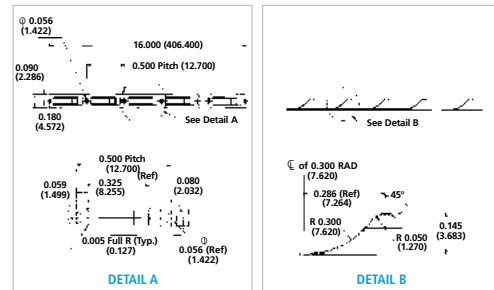 0.056
(1.422)
16.000 (406.400)
0.500 Pitch (12.700)
0.090
(2.286)
0.180
(4.572)
See Detail A
0.500 Pitch
(12.700)
(Ref)
0.059
(1.499)
0.325
(8.255)
0.080
(2.032)
0.005 Full R (Typ.)
(0.127)
0.056 (Ref)
(1.422)
DETAIL A
See Detail B
℄ of 0.300 RAD
(7.620)
0.286 (Ref)
(7.264)
45º
R 0.300
(7.620)
R 0.050
(1.270)
0.145
(3.683)
DETAIL B